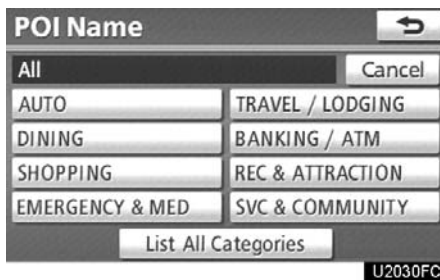 POI Name
All Cancel
AUTO TRAVEL / LODGING
DINING BANKING / ATM
SHOPPING REC & ATTRACTION
EMERGENCY & MED SVC & COMMUNITY
List All Categories
U2030FC